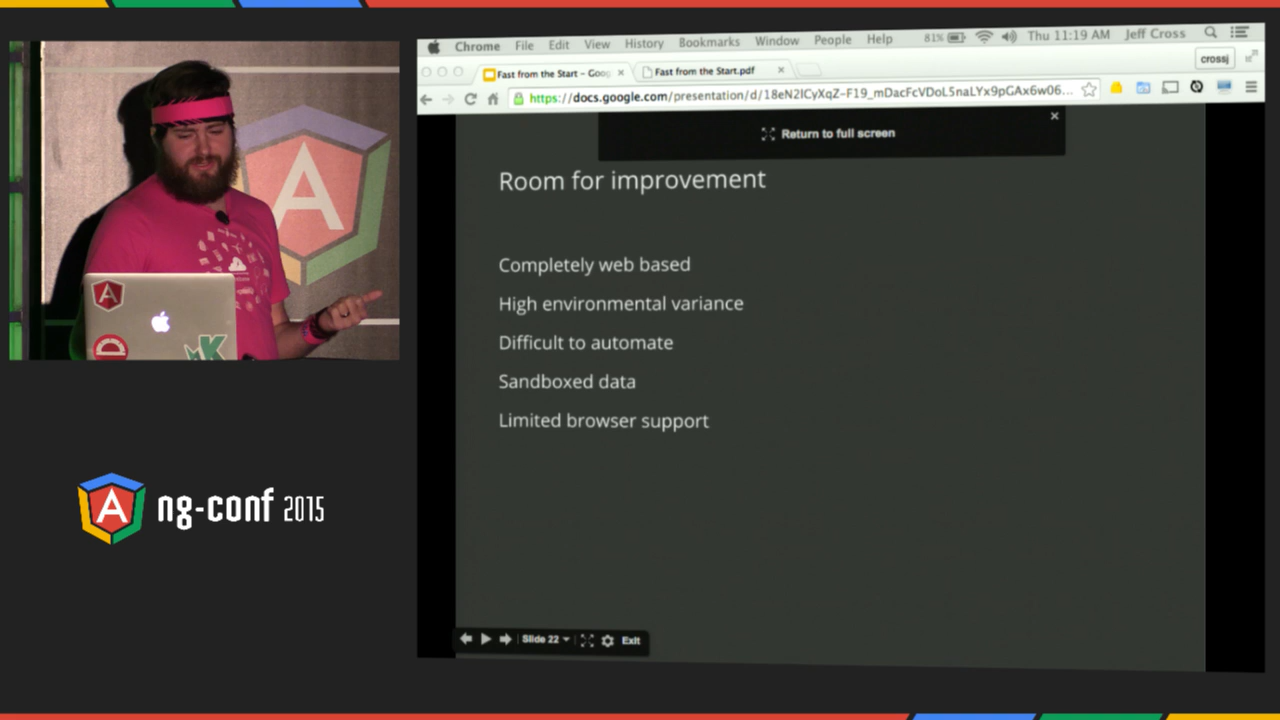 Chrome File Edit View History Bookmarks Window People Help 81% Thu 11:19 AM Jeff Cross
Fast from the Start – Goog
Fast from the Start.pdf
crossj
https://docs.google.com/presentation/d/18eN2lCyXqZ-F19_mDacFcVDoL5naLYx9pGAx6w06...
Return to full screen
Room for improvement
Completely web based
High environmental variance
Difficult to automate
Sandboxed data
Limited browser support
Slide 22 Exit
A
A
K
A ng-conf 2015